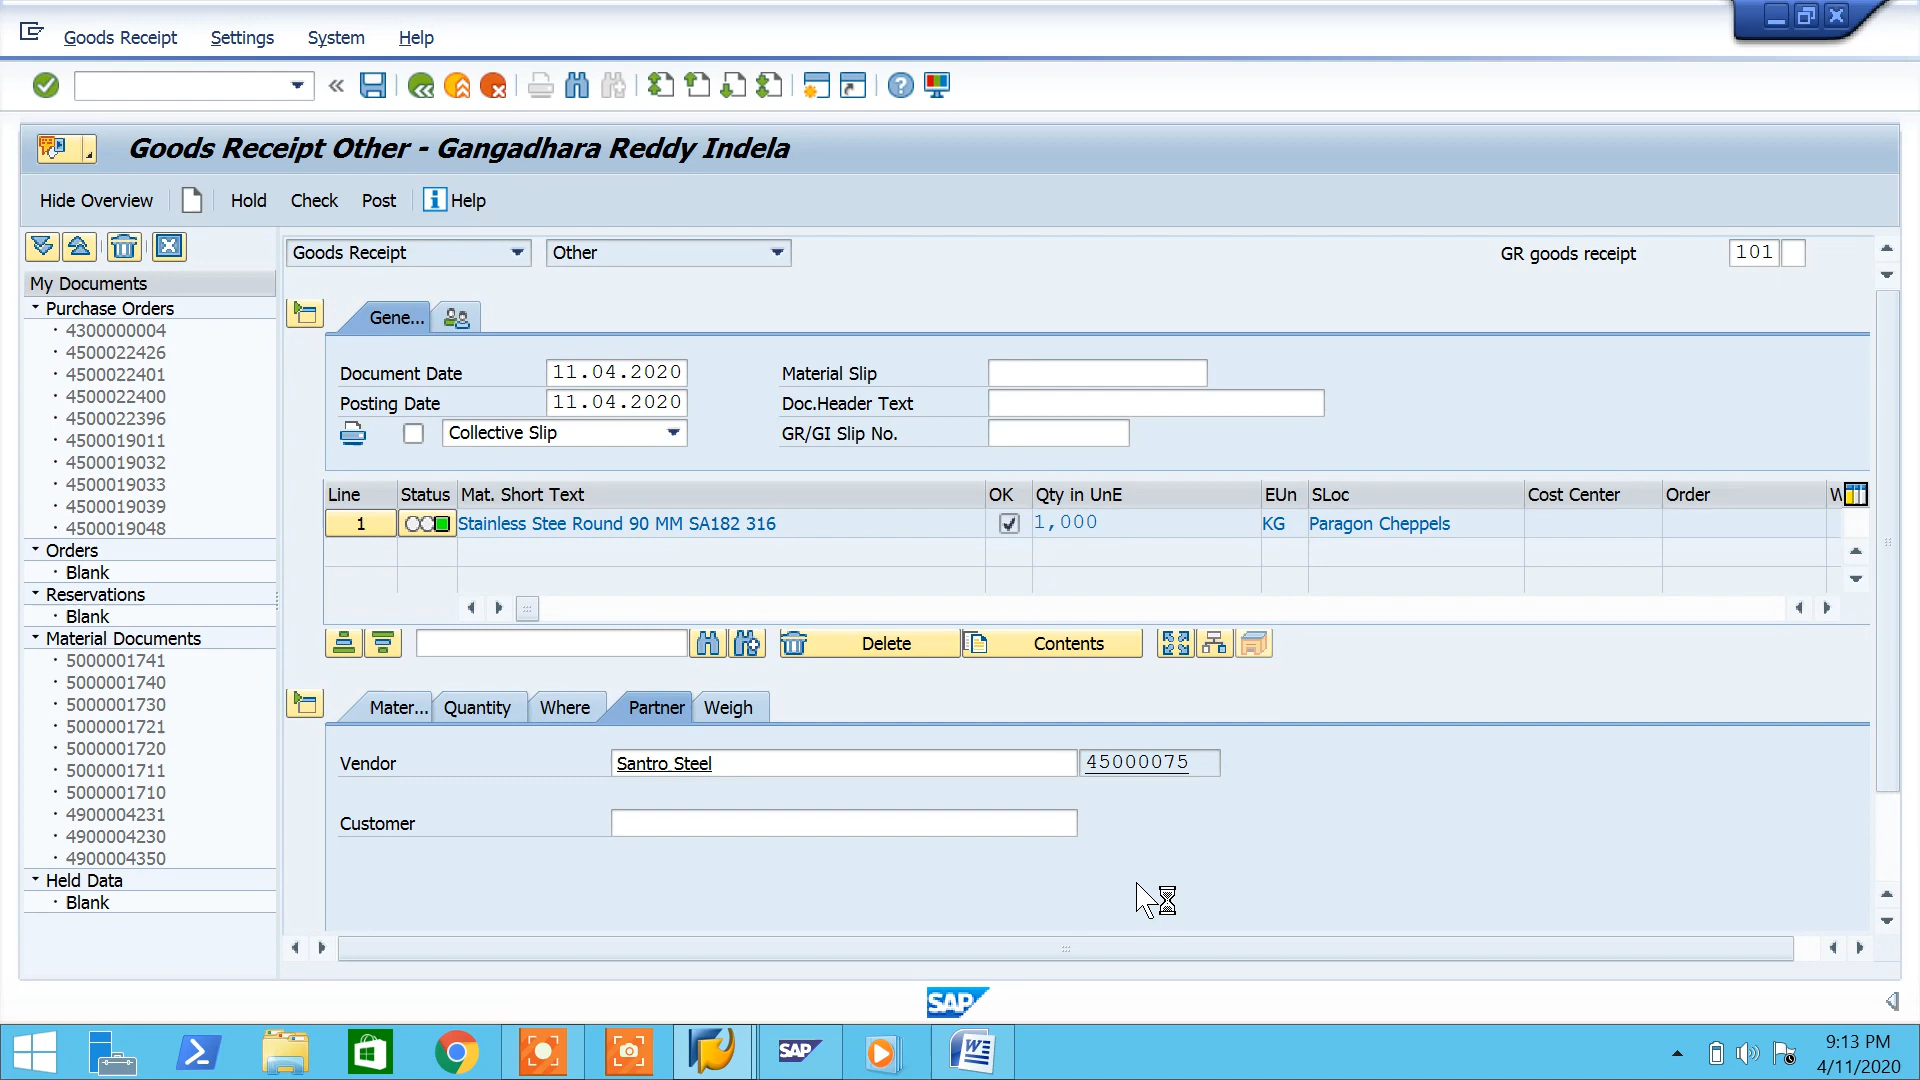 Goods Receipt Settings System Help
Goods Receipt Other - Gangadhara Reddy Indela
Hide Overview Hold Check Post Help
My Documents
Purchase Orders
4300000004
4500022426
4500022401
4500022400
4500022396
4500019011
4500019032
4500019033
4500019039
4500019048
Orders
Blank
Reservations
Blank
Material Documents
5000001741
5000001740
5000001730
5000001721
5000001720
5000001711
5000001710
4900004231
4900004230
4900004350
Held Data
Blank
Goods Receipt Other GR goods receipt 101
Gene...
Document Date 11.04.2020 Material Slip
Posting Date 11.04.2020 Doc.Header Text
Collective Slip GR/GI Slip No.
Line Status Mat. Short Text OK Qty in UnE EUn SLoc Cost Center Order
1 Stainless Stee Round 90 MM SA182 316 1,000 KG Paragon Cheppels
Delete Contents
Mater... Quantity Where Partner Weigh
Vendor Santro Steel 45000075
Customer
SAP
SAP
9:13 PM
4/11/2020